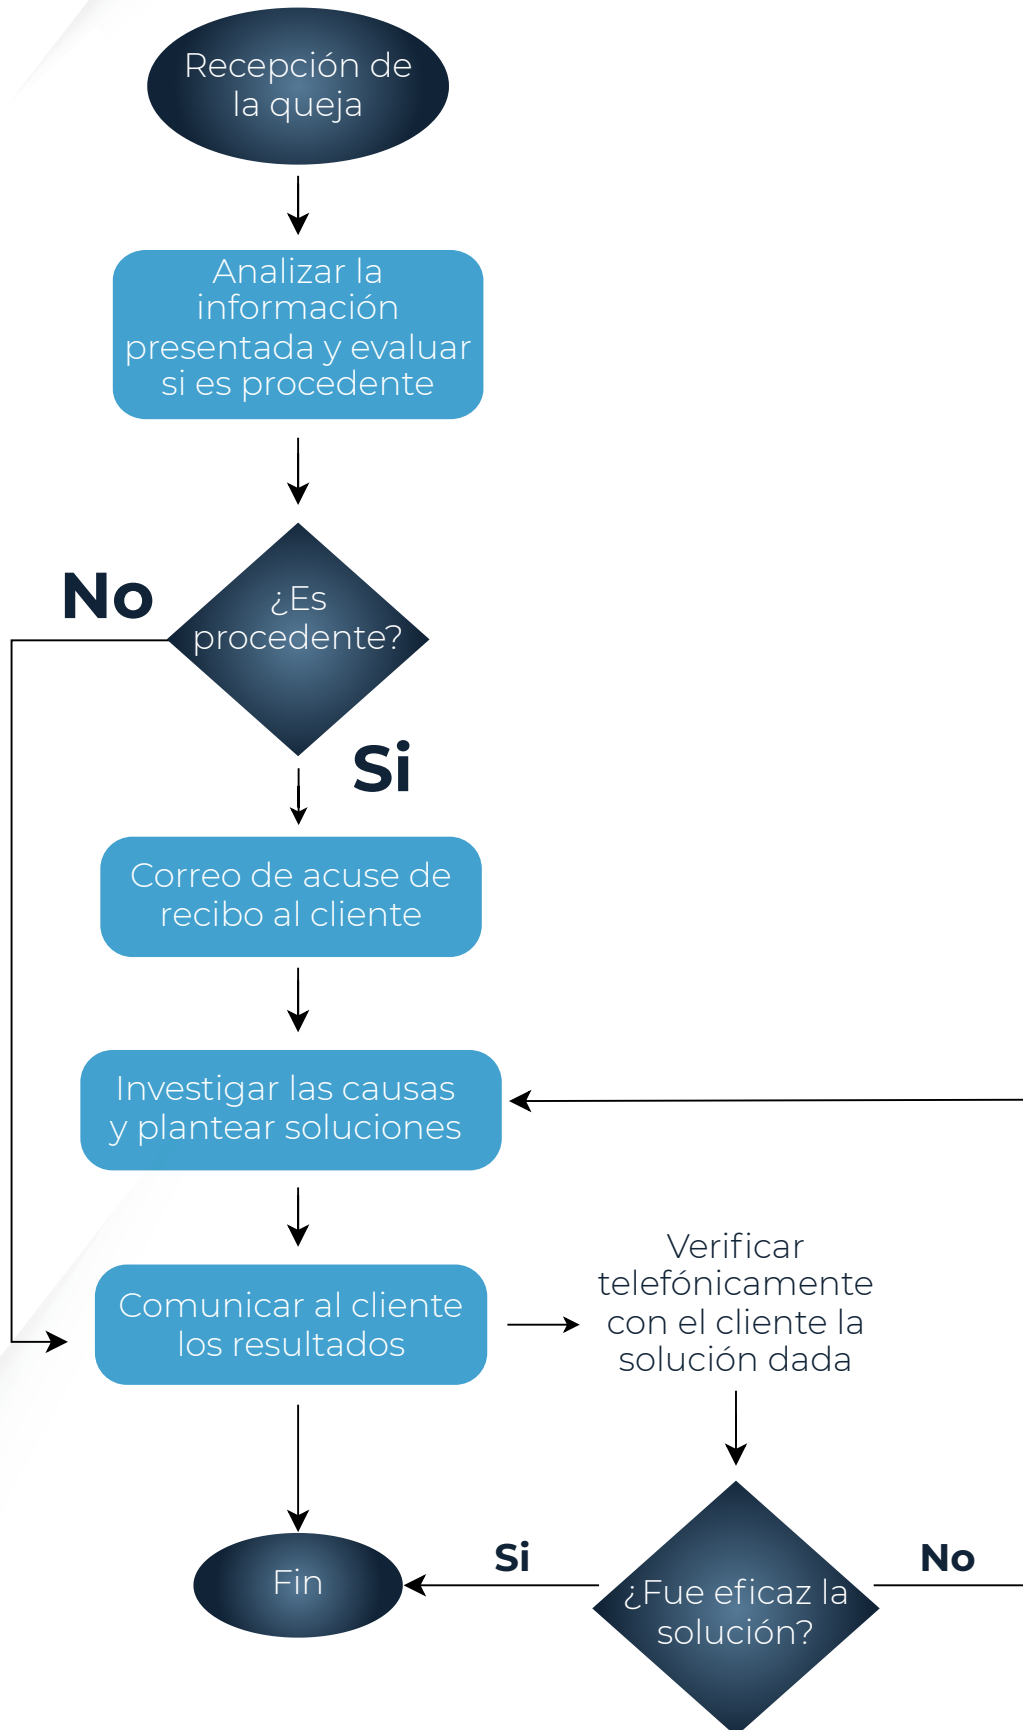 Recepción de
la queja
Analizar la
información
presentada y evaluar
si es procedente
No
¿Es
procedente?
Si
Correo de acuse de
recibo al cliente
Investigar las causas
y plantear soluciones
Comunicar al cliente
los resultados
Verificar
telefónicamente
con el cliente la
solución dada
Fin
Si
¿Fue eficaz la
solución?
No